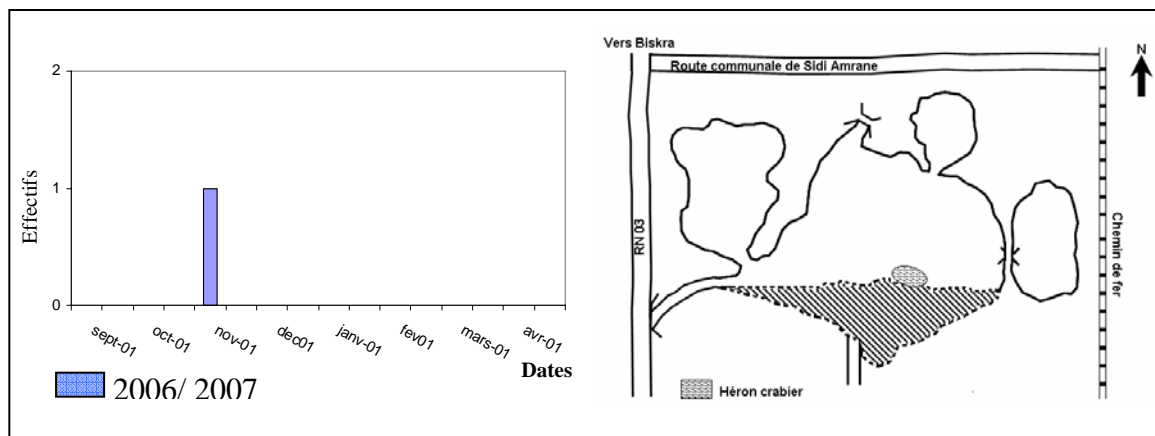 2
1
0
Effectifs
sept-01
oct-01
nov-01
dec01
janv-01
fev01
mars-01
avr-01
Dates
2006/ 2007
Vers Biskra
N
Route communale de Sidi Amrane
RN 03
Chemin de fer
Héron crabier